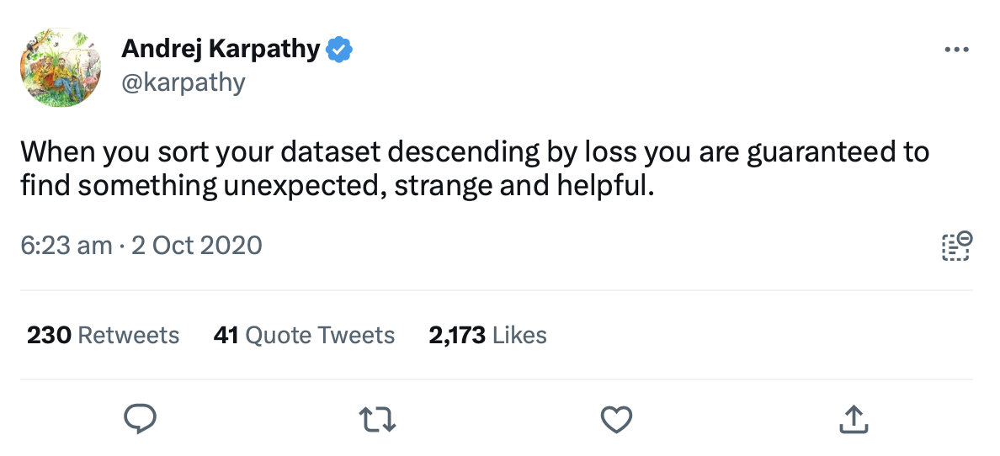 Andrej Karpathy
@karpathy
When you sort your dataset descending by loss you are guaranteed to
find something unexpected, strange and helpful.
6:23 am · 2 Oct 2020
230 Retweets 41 Quote Tweets 2,173 Likes